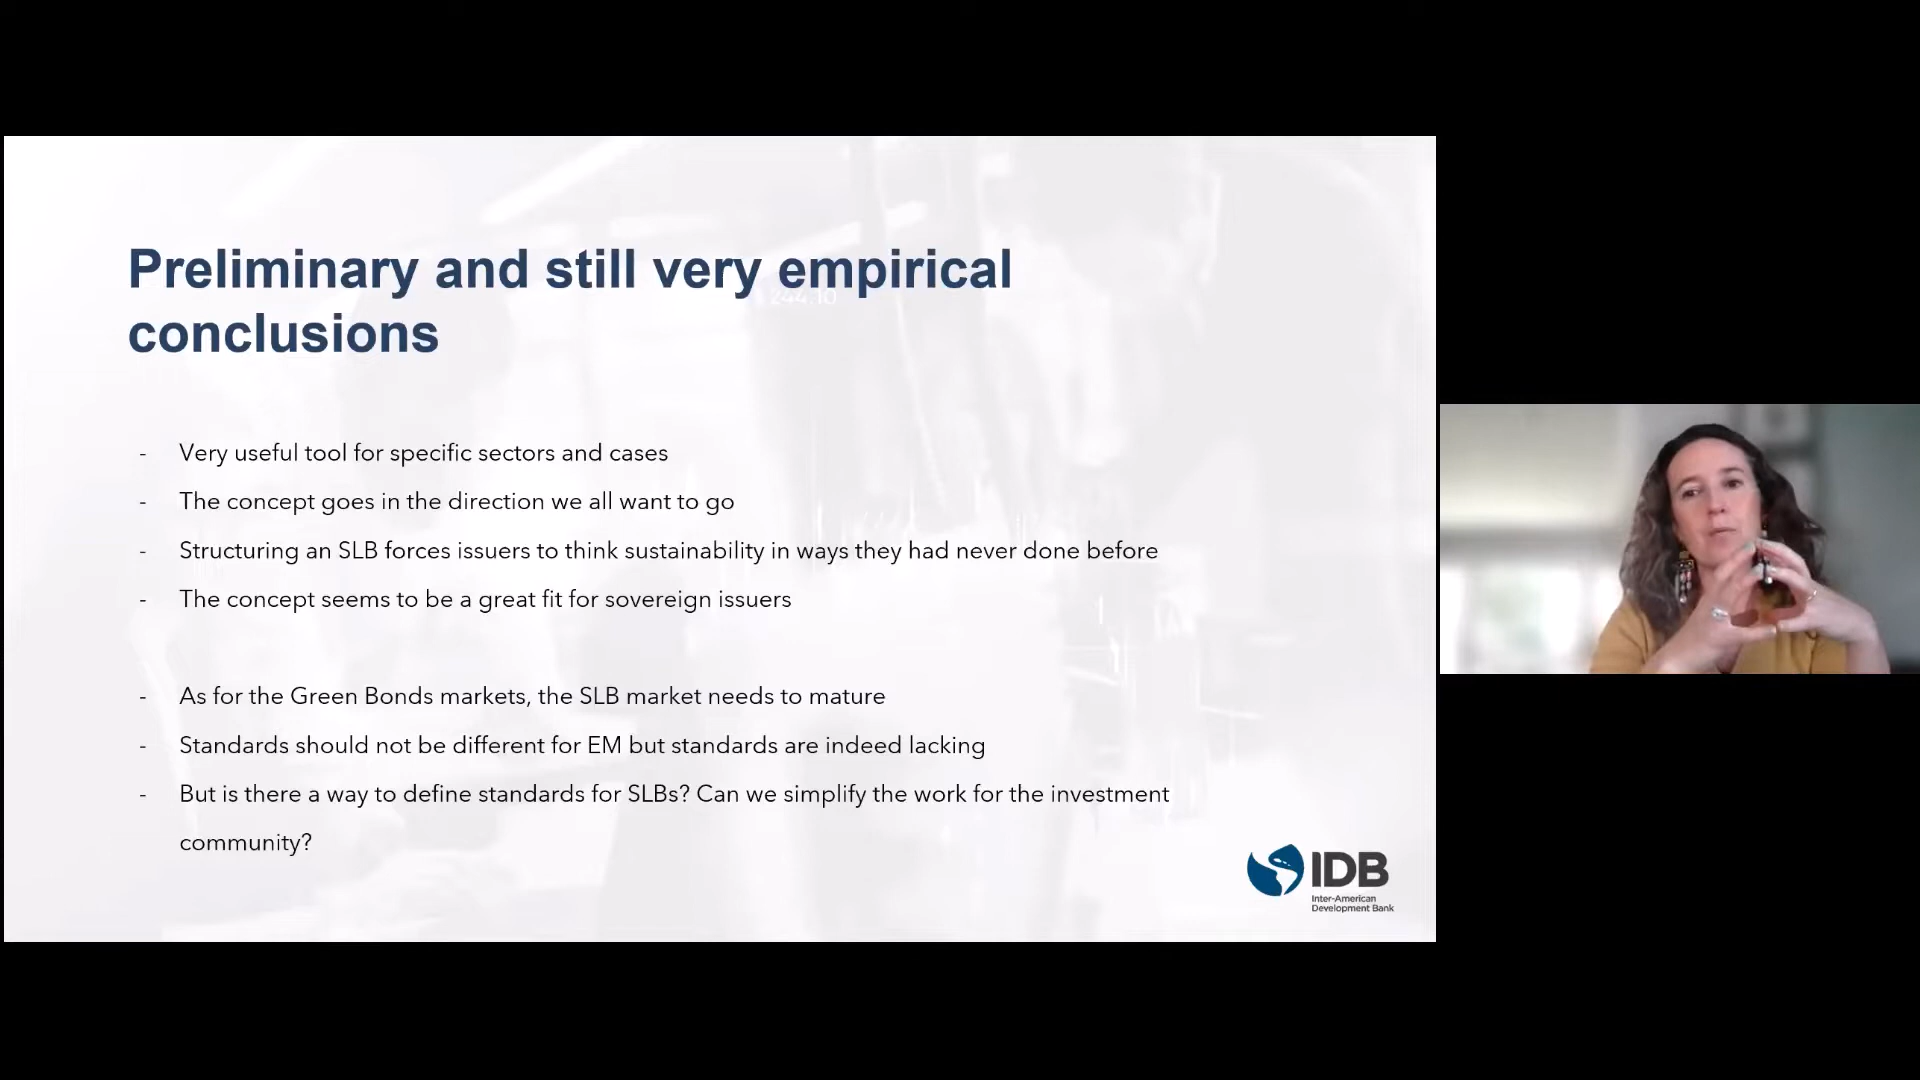 Preliminary and still very empirical
conclusions
- Very useful tool for specific sectors and cases
- The concept goes in the direction we all want to go
- Structuring an SLB forces issuers to think sustainability in ways they had never done before
- The concept seems to be a great fit for sovereign issuers
- As for the Green Bonds markets, the SLB market needs to mature
- Standards should not be different for EM but standards are indeed lacking
- But is there a way to define standards for SLBs? Can we simplify the work for the investment
community?
IDB
Inter-American
Development Bank